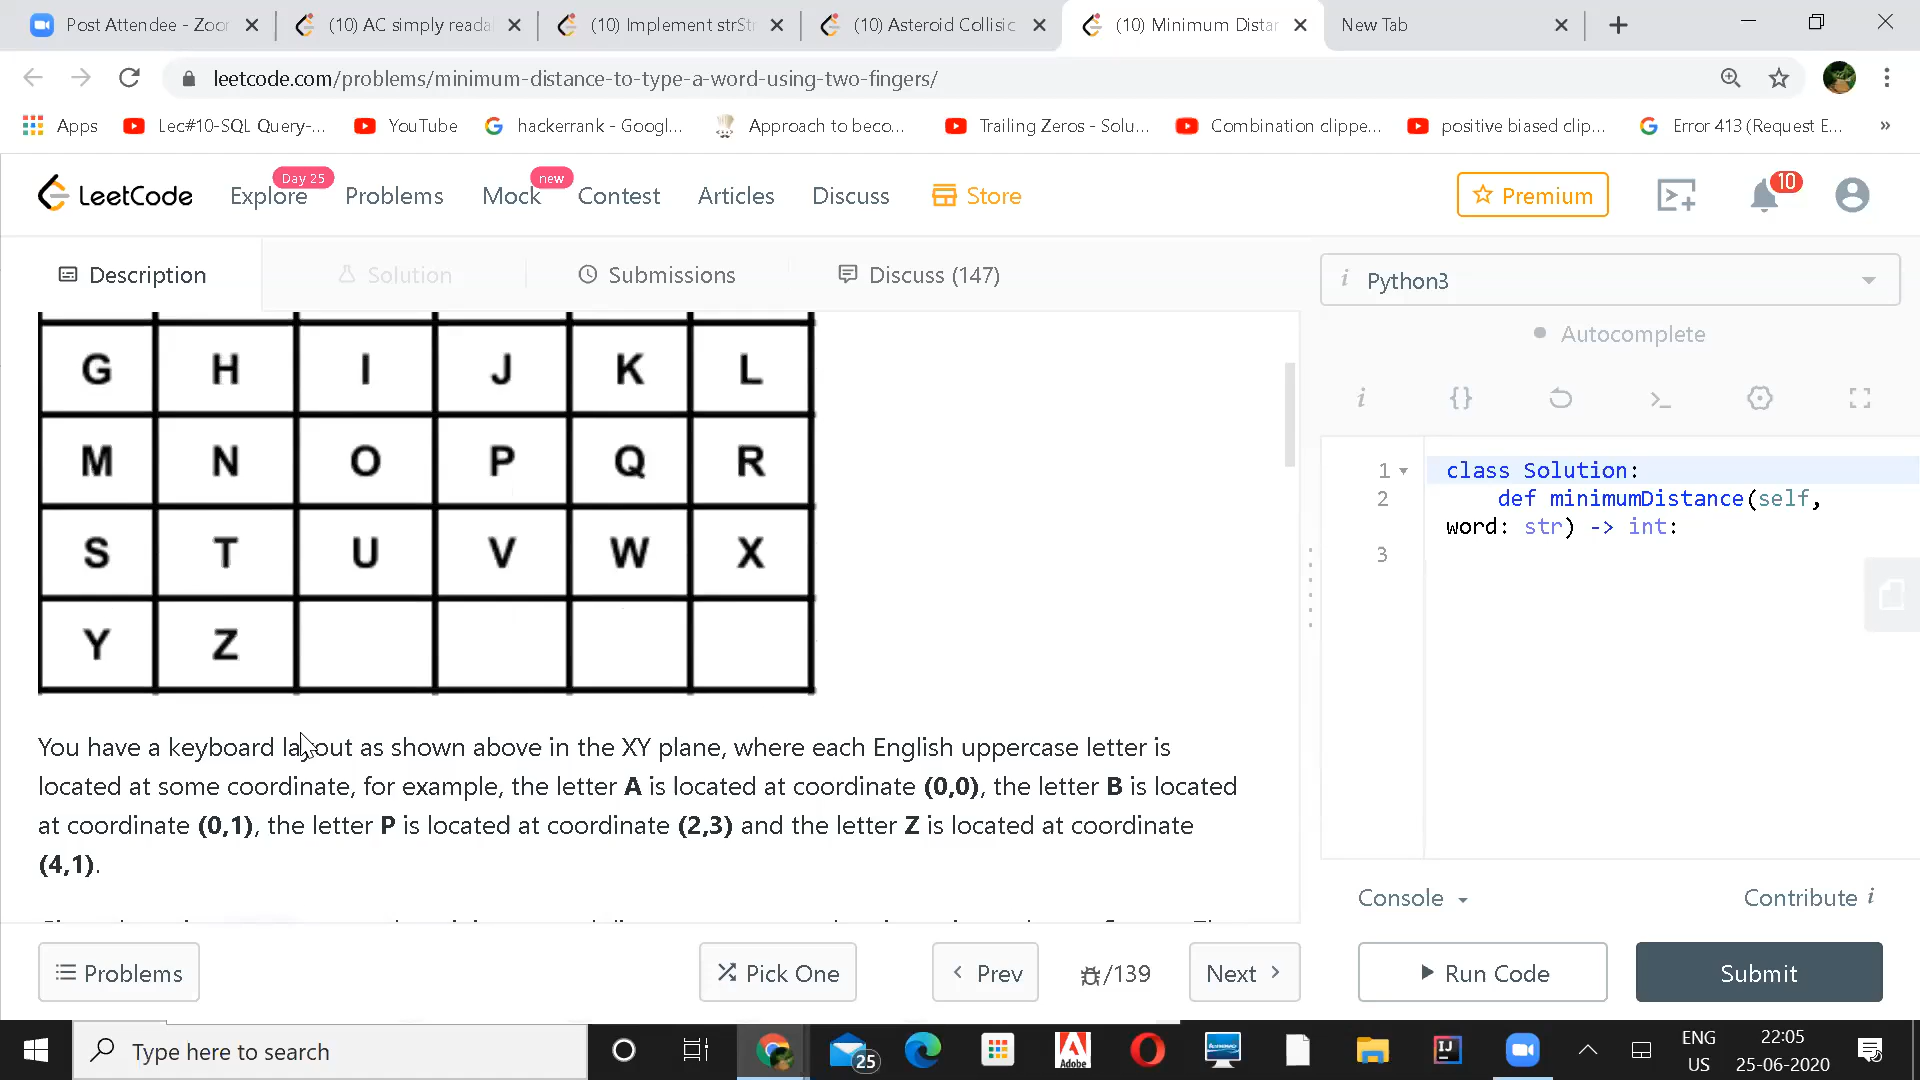 Post Attendee - Zoor
(10) AC simply reada
(10) Implement strSt
(10) Asteroid Collisic
(10) Minimum Distar
New Tab
leetcode.com/problems/minimum-distance-to-type-a-word-using-two-fingers/
Apps
Lec#10-SQL Query-...
YouTube
hackerrank - Googl...
Approach to beco...
Trailing Zeros - Solu...
Combination clippe...
positive biased clip...
Error 413 (Request E...
»
LeetCode
Explore
Day 25
Problems
Mock
new
Contest
Articles
Discuss
Store
Premium
10
Description
Solution
Submissions
Discuss (147)
i Python3
Autocomplete
G H I J K L
M N O P Q R
S T U V W X
Y Z
1 class Solution:
2 def minimumDistance(self,
word: str) -> int:
3
You have a keyboard layout as shown above in the XY plane, where each English uppercase letter is
located at some coordinate, for example, the letter A is located at coordinate (0,0), the letter B is located
at coordinate (0,1), the letter P is located at coordinate (2,3) and the letter Z is located at coordinate
(4,1).
Console
Contribute i
Problems
Pick One
Prev
/139
Next
Run Code
Submit
Type here to search
25
Adobe
Lenovo
IJ
ENG
US
22:05
25-06-2020